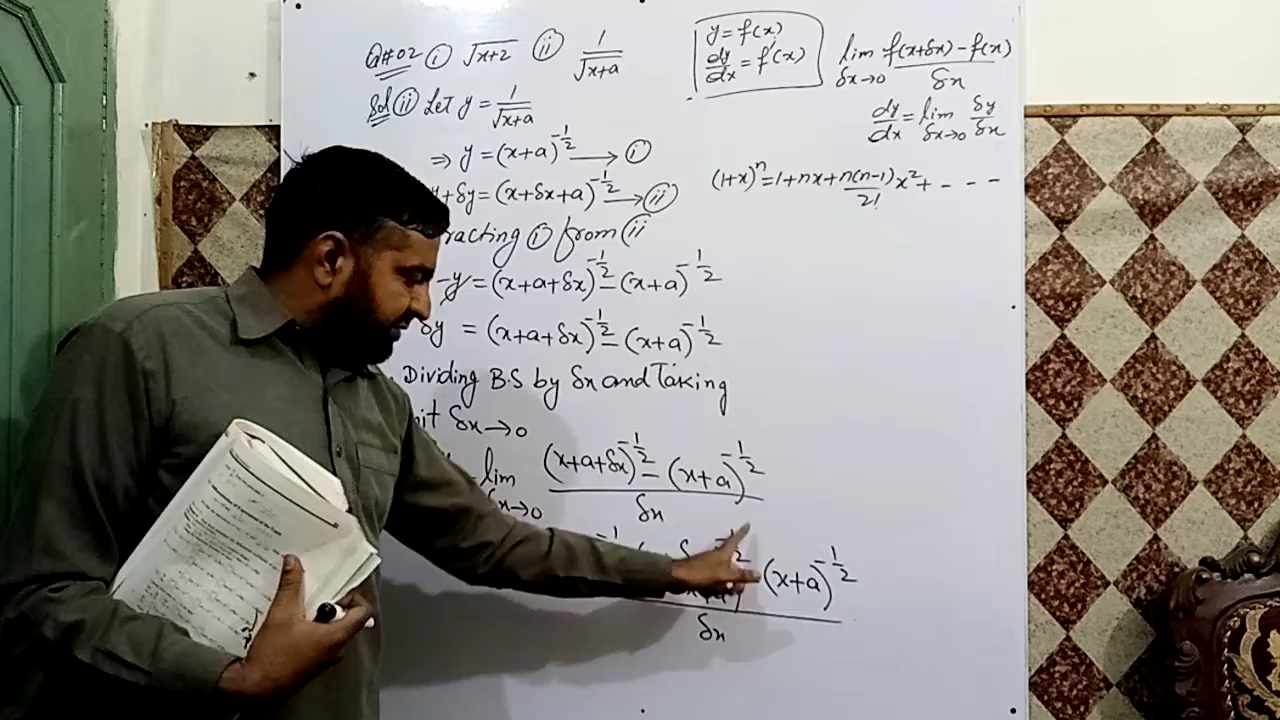 Q#02 (i) √x+2 (ii) 1/√x+a
Sol (ii) Let y = 1/√x+a
⇒ y = (x+a)^-1/2 → (i)
y+δy = (x+δx+a)^-1/2 → (ii)
racting (i) from (ii
-y = (x+a+δx)^-1/2 - (x+a)^-1/2
δy = (x+a+δx)^-1/2 - (x+a)^-1/2
Dividing B.S by δx and Taking
it δx→0
lim δx→0 (x+a+δx)^-1/2 - (x+a)^-1/2 / δx
(x+a)^-1/2 / δx
y = f(x)
dy/dx = f'(x)
lim δx→0 f(x+δx) - f(x) / δx
dy/dx = lim δx→0 δy/δx
(1+x)^n = 1+nx+n(n-1)/2! x^2 + - - -